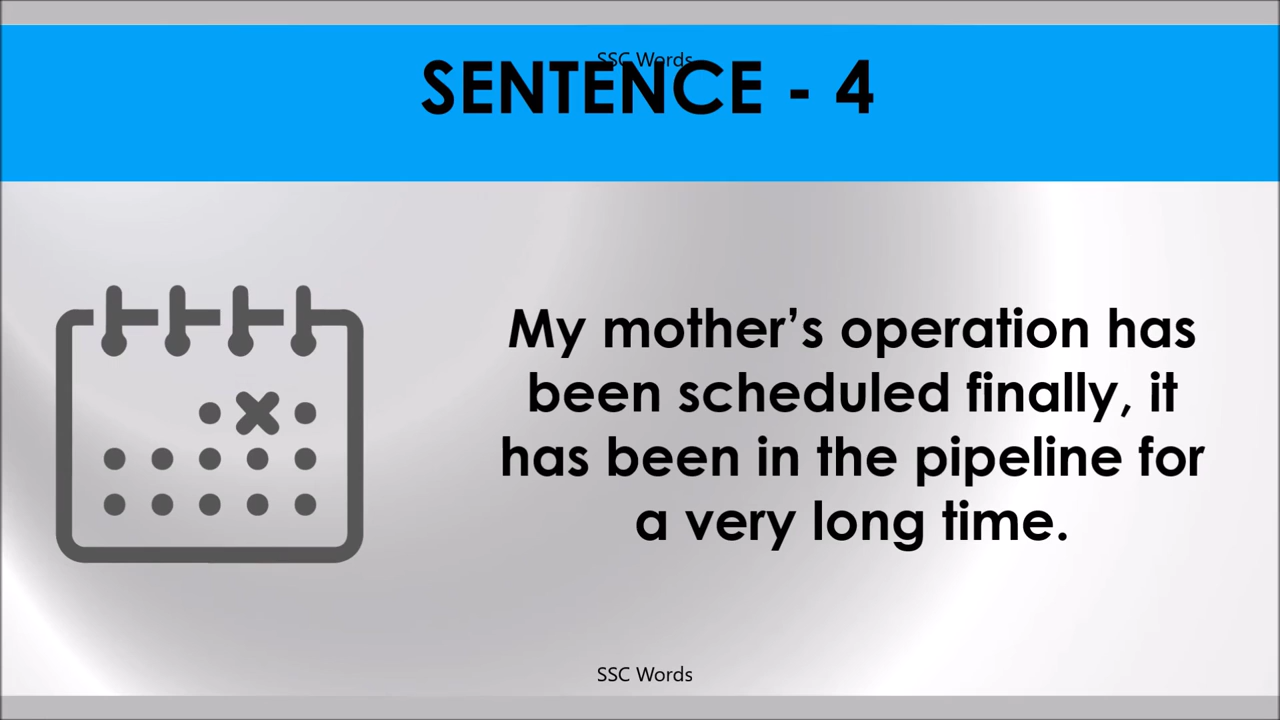 SSC Words
SENTENCE - 4
My mother’s operation has
been scheduled finally, it
has been in the pipeline for
a very long time.
SSC Words